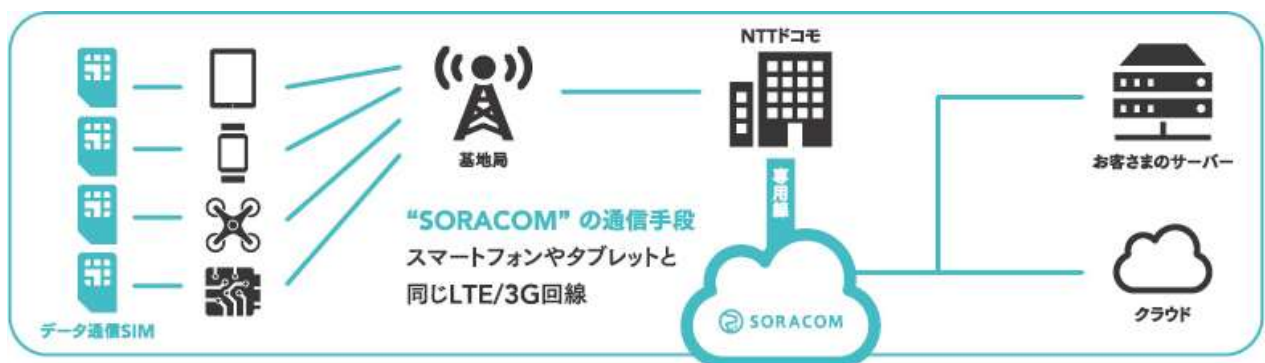 NTTドコモ
基地局
お客さまのサーバー
専用線
“SORACOM” の通信手段
スマートフォンやタブレットと
同じLTE/3G回線
SORACOM
クラウド
データ通信SIM